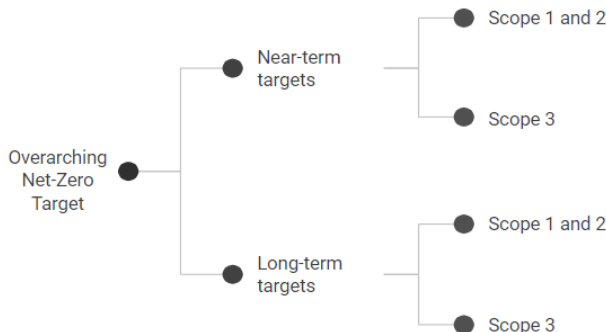 Scope 1 and 2
Near-term
targets
Scope 3
Overarching
Net-Zero
Target
Scope 1 and 2
Long-term
targets
Scope 3